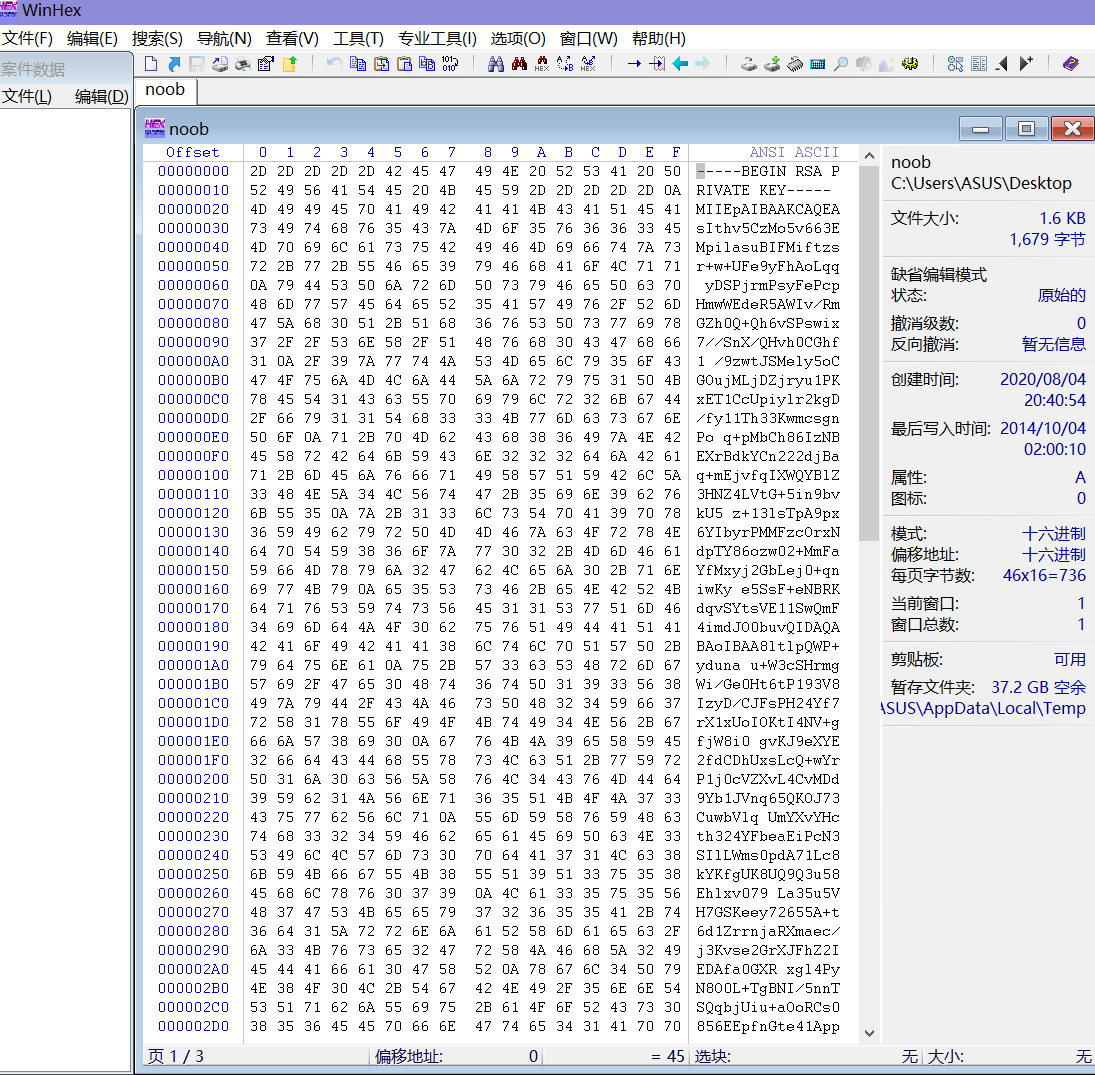 WinHex
文件(F) 编辑(E) 搜索(S) 导航(N) 查看(V) 工具(T) 专业工具(I) 选项(O) 窗口(W) 帮助(H)
案件数据
文件(L) 编辑(D)
noob
noob
Offset 0 1 2 3 4 5 6 7 8 9 A B C D E F ANSI ASCII
00000000 2D 2D 2D 2D 2D 42 45 47 49 4E 20 52 53 41 20 50 -----BEGIN RSA P
00000010 52 49 56 41 54 45 20 4B 45 59 2D 2D 2D 2D 2D 0A RIVATE KEY-----
00000020 4D 49 49 45 70 41 49 42 41 41 4B 43 41 51 45 41 MIIEpAIBAAKCAQEA
00000030 73 49 74 68 76 35 43 7A 4D 6F 35 76 36 36 33 45 sIthv5CzMo5v663E
00000040 4D 70 69 6C 61 73 75 42 49 46 4D 69 66 74 7A 73 MpilasuBIFMiftzs
00000050 72 2B 77 2B 55 46 65 39 79 46 68 41 6F 4C 71 71 r+w+UFe9yFhAoLqq
00000060 0A 79 44 53 50 6A 72 6D 50 73 79 46 65 50 63 70 yDSPjrmPsyFePcp
00000070 48 6D 77 57 45 64 65 52 35 41 57 49 76 2F 52 6D HmwWEdeR5AWIv/Rm
00000080 47 5A 68 30 51 2B 51 68 36 76 53 50 73 77 69 78 GZh0Q+Qh6vSPswix
00000090 37 2F 2F 53 6E 58 2F 51 48 76 68 30 43 47 68 66 7//SnX/QHvh0CGhf
000000A0 31 0A 2F 39 7A 77 74 4A 53 4D 65 6C 79 35 6F 43 1 /9zwtJSMely5oC
000000B0 47 4F 75 6A 4D 4C 6A 44 5A 6A 72 79 75 31 50 4B GOujMLjDZjryu1PK
000000C0 78 45 54 31 43 63 55 70 69 79 6C 72 32 6B 67 44 xET1CcUpiylr2kgD
000000D0 2F 66 79 31 31 54 68 33 33 4B 77 6D 63 73 67 6E /fy11Th33Kwmcsgn
000000E0 50 6F 0A 71 2B 70 4D 62 43 68 38 36 49 7A 4E 42 Po q+pMbCh86IzNB
000000F0 45 58 72 42 64 6B 59 43 6E 32 32 32 64 6A 42 61 EXrBdkYCn222djBa
00000100 71 2B 6D 45 6A 76 66 71 49 58 57 51 59 42 6C 5A q+mEjvfqIXWQYBlZ
00000110 33 48 4E 5A 34 4C 56 74 47 2B 35 69 6E 39 62 76 3HNZ4LVtG+5in9bv
00000120 6B 55 35 0A 7A 2B 31 33 6C 73 54 70 41 39 70 78 kU5 z+13lsTpA9px
00000130 36 59 49 62 79 72 50 4D 4D 46 7A 63 4F 72 78 4E 6YIbyrPMMFzcOrxN
00000140 64 70 54 59 38 36 6F 7A 77 30 32 2B 4D 6D 46 61 dpTY86ozw02+MmFa
00000150 59 66 4D 78 79 6A 32 47 62 4C 65 6A 30 2B 71 6E YfMxyj2GbLej0+qn
00000160 69 77 4B 79 0A 65 35 53 73 46 2B 65 4E 42 52 4B iwKy e5SsF+eNBRK
00000170 64 71 76 53 59 74 73 56 45 31 31 53 77 51 6D 46 dqvSYtsVE11SwQmF
00000180 34 69 6D 64 4A 4F 30 62 75 76 51 49 44 41 51 41 4imdJO0buvQIDAQA
00000190 42 41 6F 49 42 41 41 38 6C 74 6C 70 51 57 50 2B BAoIBAA8ltlpQWP+
000001A0 79 64 75 6E 61 0A 75 2B 57 33 63 53 48 72 6D 67 yduna u+W3cSHrmg
000001B0 57 69 2F 47 65 30 48 74 36 74 50 31 39 33 56 38 Wi/Ge0Ht6tP193V8
000001C0 49 7A 79 44 2F 43 4A 46 73 50 48 32 34 59 66 37 IzyD/CJFsPH24Yf7
000001D0 72 58 31 78 55 6F 49 4F 4B 74 49 34 4E 56 2B 67 rX1xUoIOKtI4NV+g
000001E0 66 6A 57 38 69 30 0A 67 76 4B 4A 39 65 58 59 45 fjW8i0 gvKJ9eXYE
000001F0 32 66 64 43 44 68 55 78 73 4C 63 51 2B 77 59 72 2fdCDhUxsLcQ+wYr
00000200 50 31 6A 30 63 56 5A 58 76 4C 34 43 76 4D 44 64 P1j0cVZXvL4CvMDd
00000210 39 59 62 31 4A 56 6E 71 36 35 51 4B 4F 4A 37 33 9Yb1JVnq65QKOJ73
00000220 43 75 77 62 56 6C 71 0A 55 6D 59 58 76 59 48 63 CuwbVlq UmYXvYHc
00000230 74 68 33 32 34 59 46 62 65 61 45 69 50 63 4E 33 th324YFbeaEiPcN3
00000240 53 49 6C 4C 57 6D 73 30 70 64 41 37 31 4C 63 38 SIlLWms0pdA71Lc8
00000250 6B 59 4B 66 67 55 4B 38 55 51 39 51 33 75 35 38 kYKfgUK8UQ9Q3u58
00000260 45 68 6C 78 76 30 37 39 0A 4C 61 33 35 75 35 56 Ehlxv079 La35u5V
00000270 48 37 47 53 4B 65 65 79 37 32 36 35 35 41 2B 74 H7GSKeey72655A+t
00000280 36 64 31 5A 72 72 6E 6A 61 52 58 6D 61 65 63 2F 6d1ZrrnjaRXmaec/
00000290 6A 33 4B 76 73 65 32 47 72 58 4A 46 68 5A 32 49 j3Kvse2GrXJFhZ2I
000002A0 45 44 41 66 61 30 47 58 52 0A 78 67 6C 34 50 79 EDAfa0GXR xgl4Py
000002B0 4E 38 4F 30 4C 2B 54 67 42 4E 49 2F 35 6E 6E 54 N8O0L+TgBNI/5nnT
000002C0 53 51 71 62 6A 55 69 75 2B 61 4F 6F 52 43 73 30 SQqbjUiu+aOoRCs0
000002D0 38 35 36 45 45 70 66 6E 47 74 65 34 31 41 70 70 856EEpfnGte41App
页 1 / 3 偏移地址: 0 = 45 选块: 无 大小: 无
noob
C:\Users\ASUS\Desktop
文件大小: 1.6 KB
1,679 字节
缺省编辑模式
状态: 原始的
撤消级数: 0
反向撤消: 暂无信息
创建时间: 2020/08/04
20:40:54
最后写入时间: 2014/10/04
02:00:10
属性: A
图标: 0
模式: 十六进制
偏移地址: 十六进制
每页字节数: 46x16=736
当前窗口: 1
窗口总数: 1
剪贴板: 可用
暂存文件夹: 37.2 GB 空余
ASUS\AppData\Local\Temp